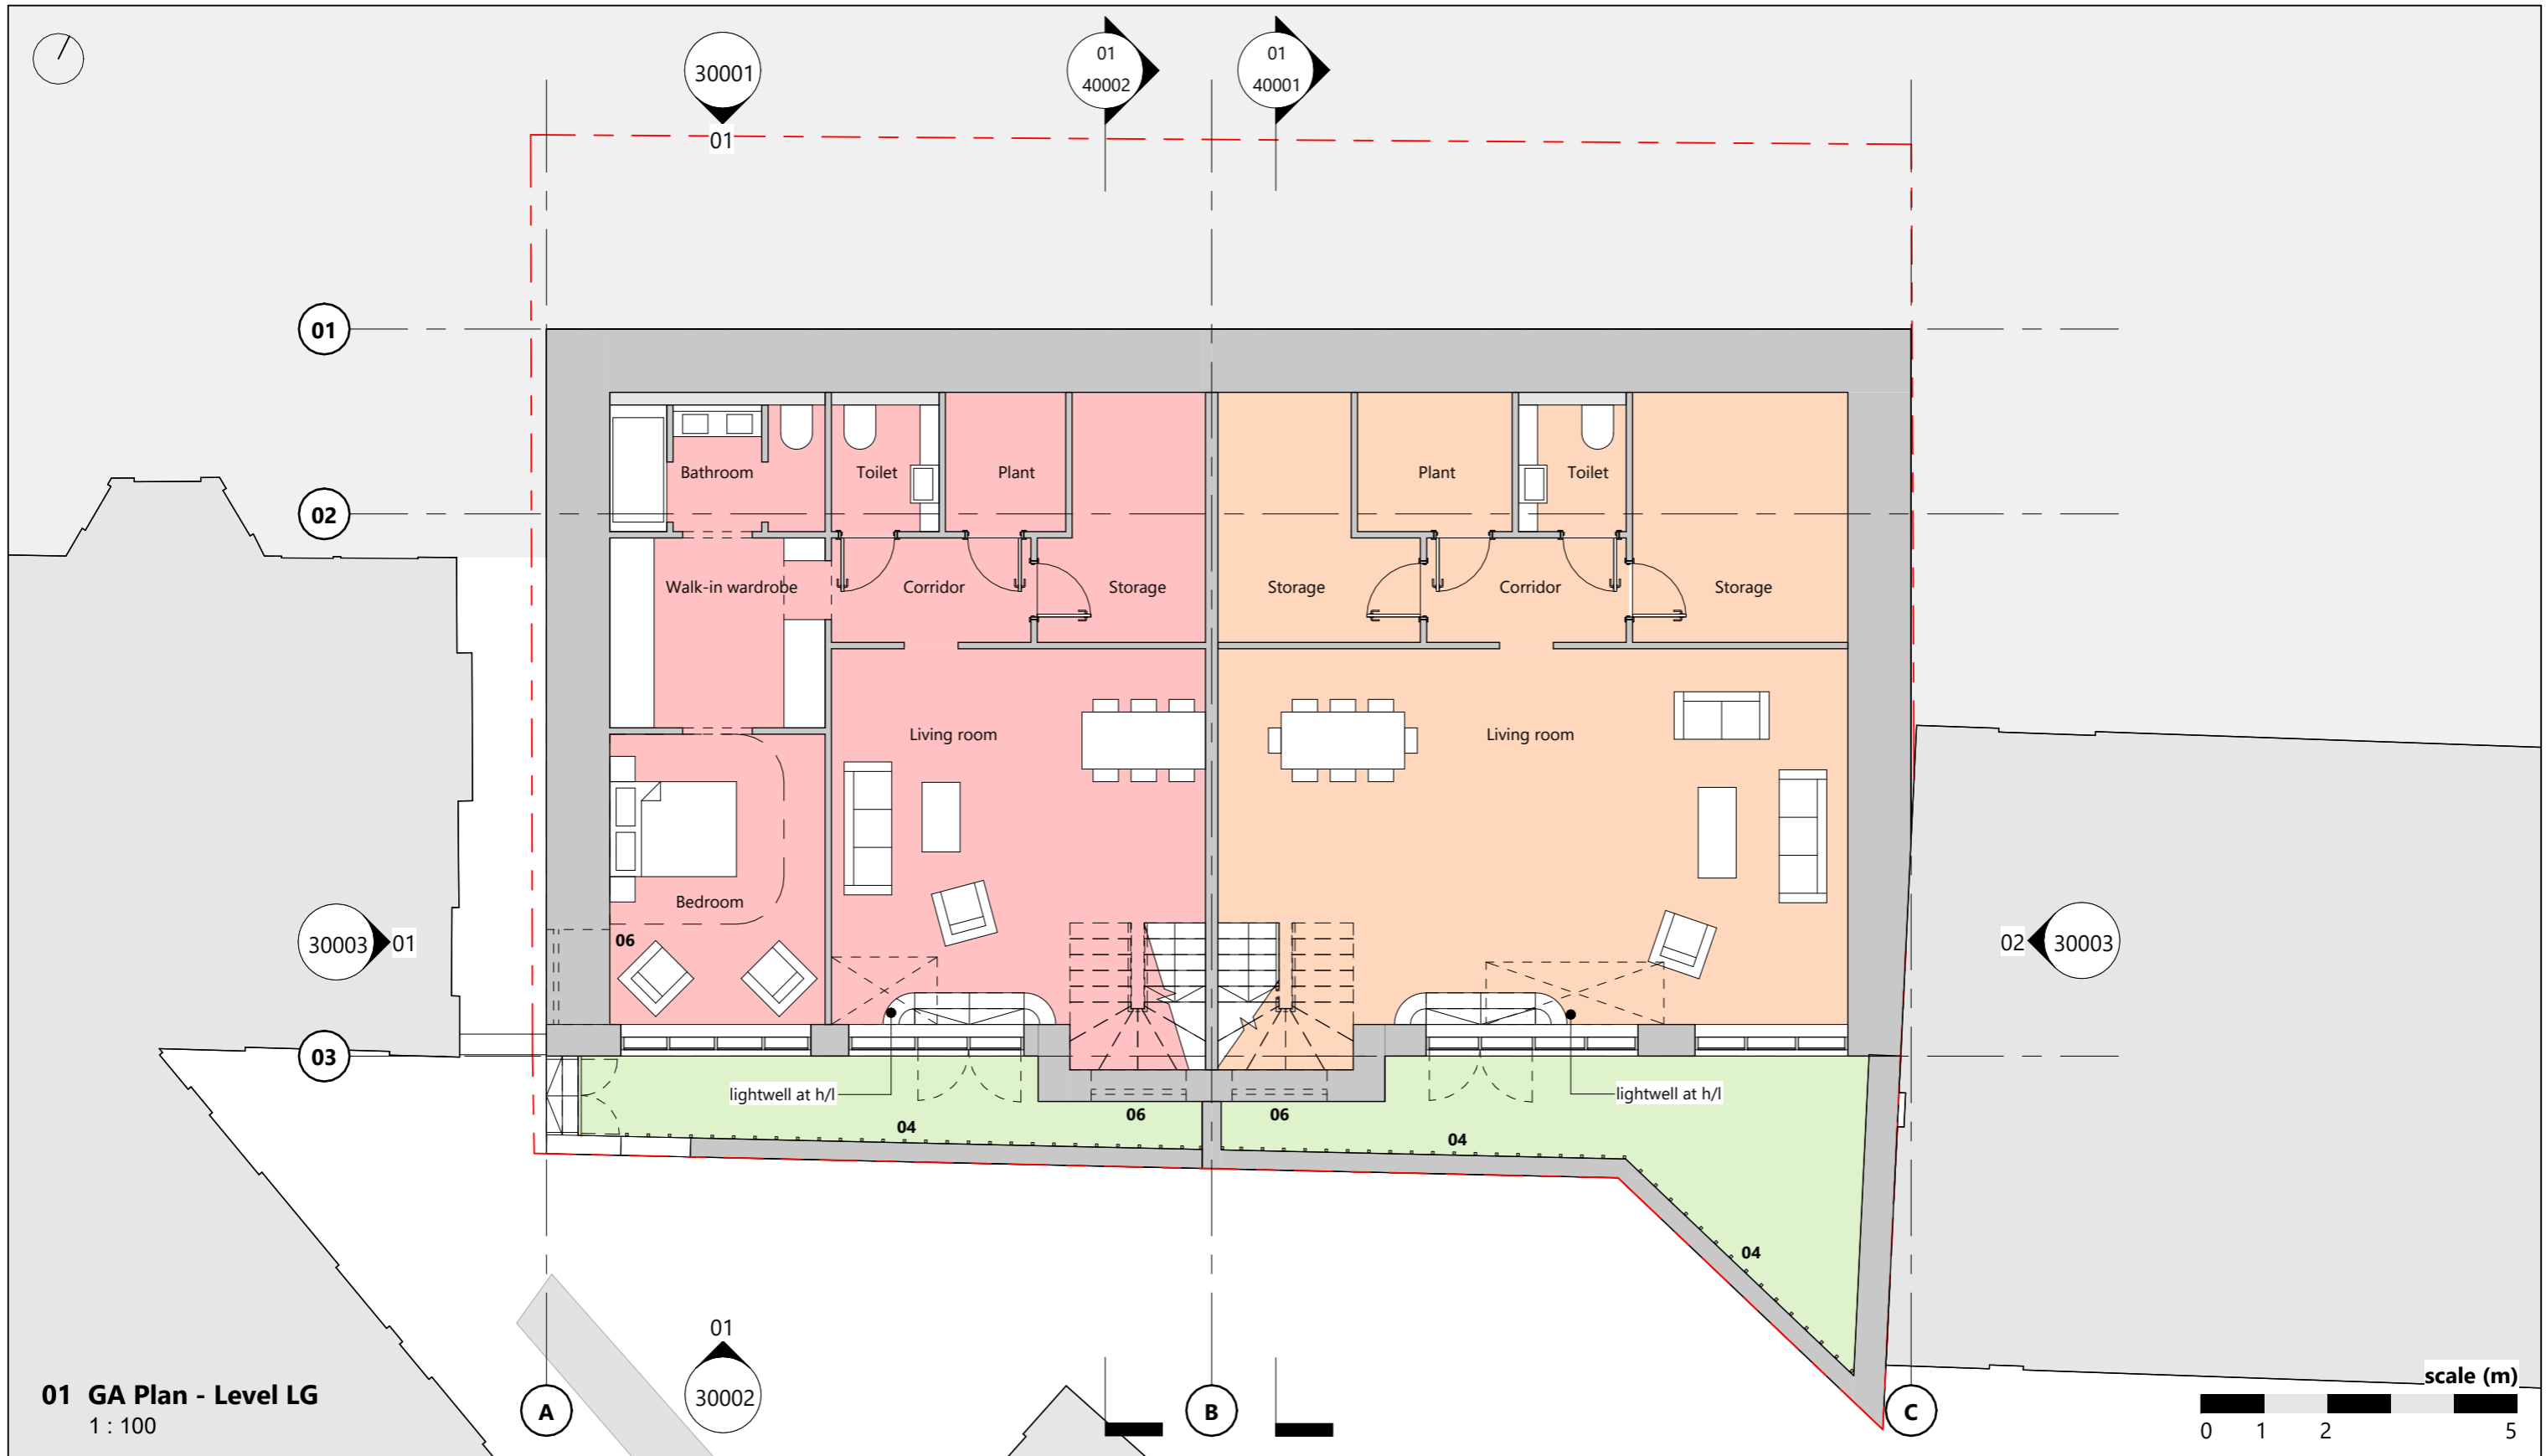 30001
01
01
40002
01
40001
01
02
Bathroom
Toilet
Plant
Plant
Toilet
Walk-in wardrobe
Corridor
Storage
Storage
Corridor
Storage
Living room
Living room
Bedroom
06
30003
01
02
30003
03
lightwell at h/l
lightwell at h/l
06
06
04
04
04
01
30002
01 GA Plan - Level LG
1 : 100
A
B
C
scale (m)
0 1 2 5